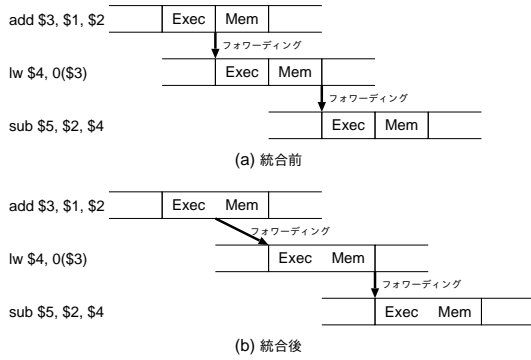 add $3, $1, $2
Exec Mem
フォワーディング
lw $4, 0($3)
Exec Mem
フォワーディング
sub $5, $2, $4
Exec Mem
(a) 統合前
add $3, $1, $2
Exec Mem
フォワーディング
lw $4, 0($3)
Exec Mem
フォワーディング
sub $5, $2, $4
Exec Mem
(b) 統合後